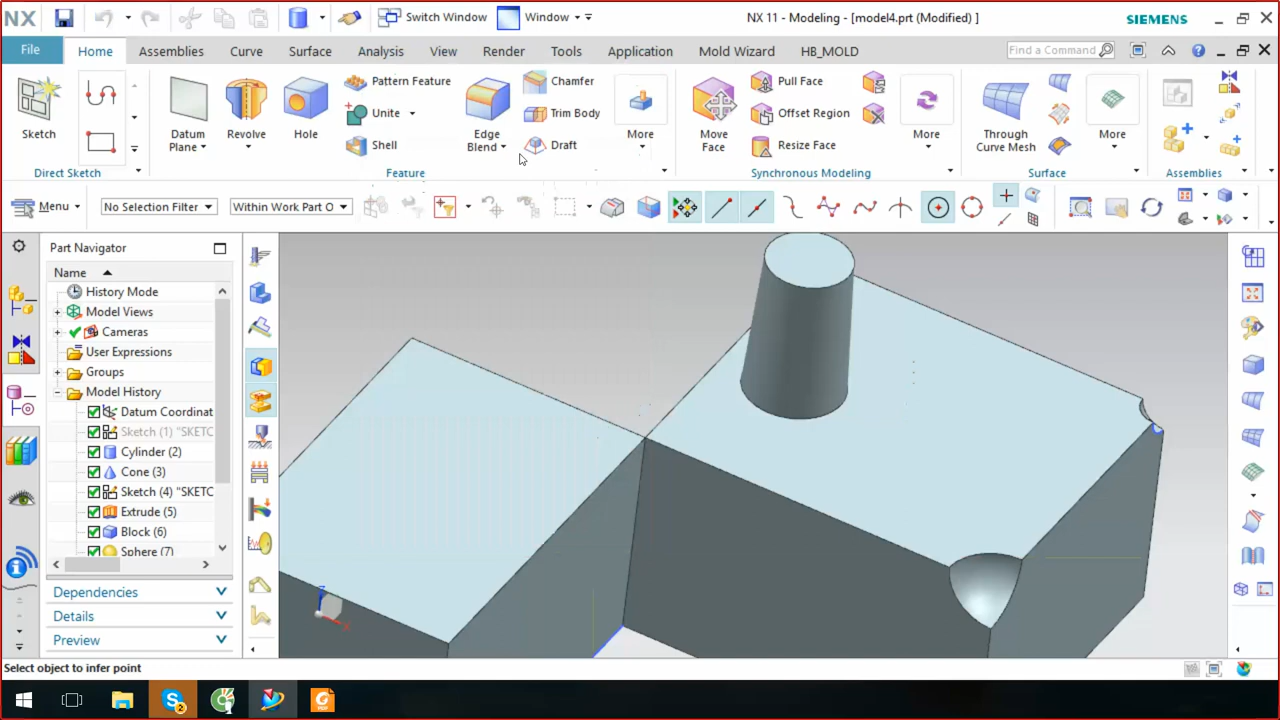 NX
Switch Window
Window
NX 11 - Modeling - [model4.prt (Modified) ]
SIEMENS
File
Home
Assemblies
Curve
Surface
Analysis
View
Render
Tools
Application
Mold Wizard
HB_MOLD
Find a Command
Sketch
Datum
Plane
Revolve
Hole
Pattern Feature
Unite
Shell
Edge
Blend
Chamfer
Trim Body
Draft
More
Move
Face
Pull Face
Offset Region
Resize Face
More
Through
Curve Mesh
More
Direct Sketch
Feature
Synchronous Modeling
Surface
Assemblies
Menu
No Selection Filter
Within Work Part O
Part Navigator
Name
History Mode
Model Views
Cameras
User Expressions
Groups
Model History
Datum Coordinat
Sketch (1) "SKETC
Cylinder (2)
Cone (3)
Sketch (4) "SKETC
Extrude (5)
Block (6)
Sphere (7)
Dependencies
Details
Preview
Z
X
Select object to infer point
S
2